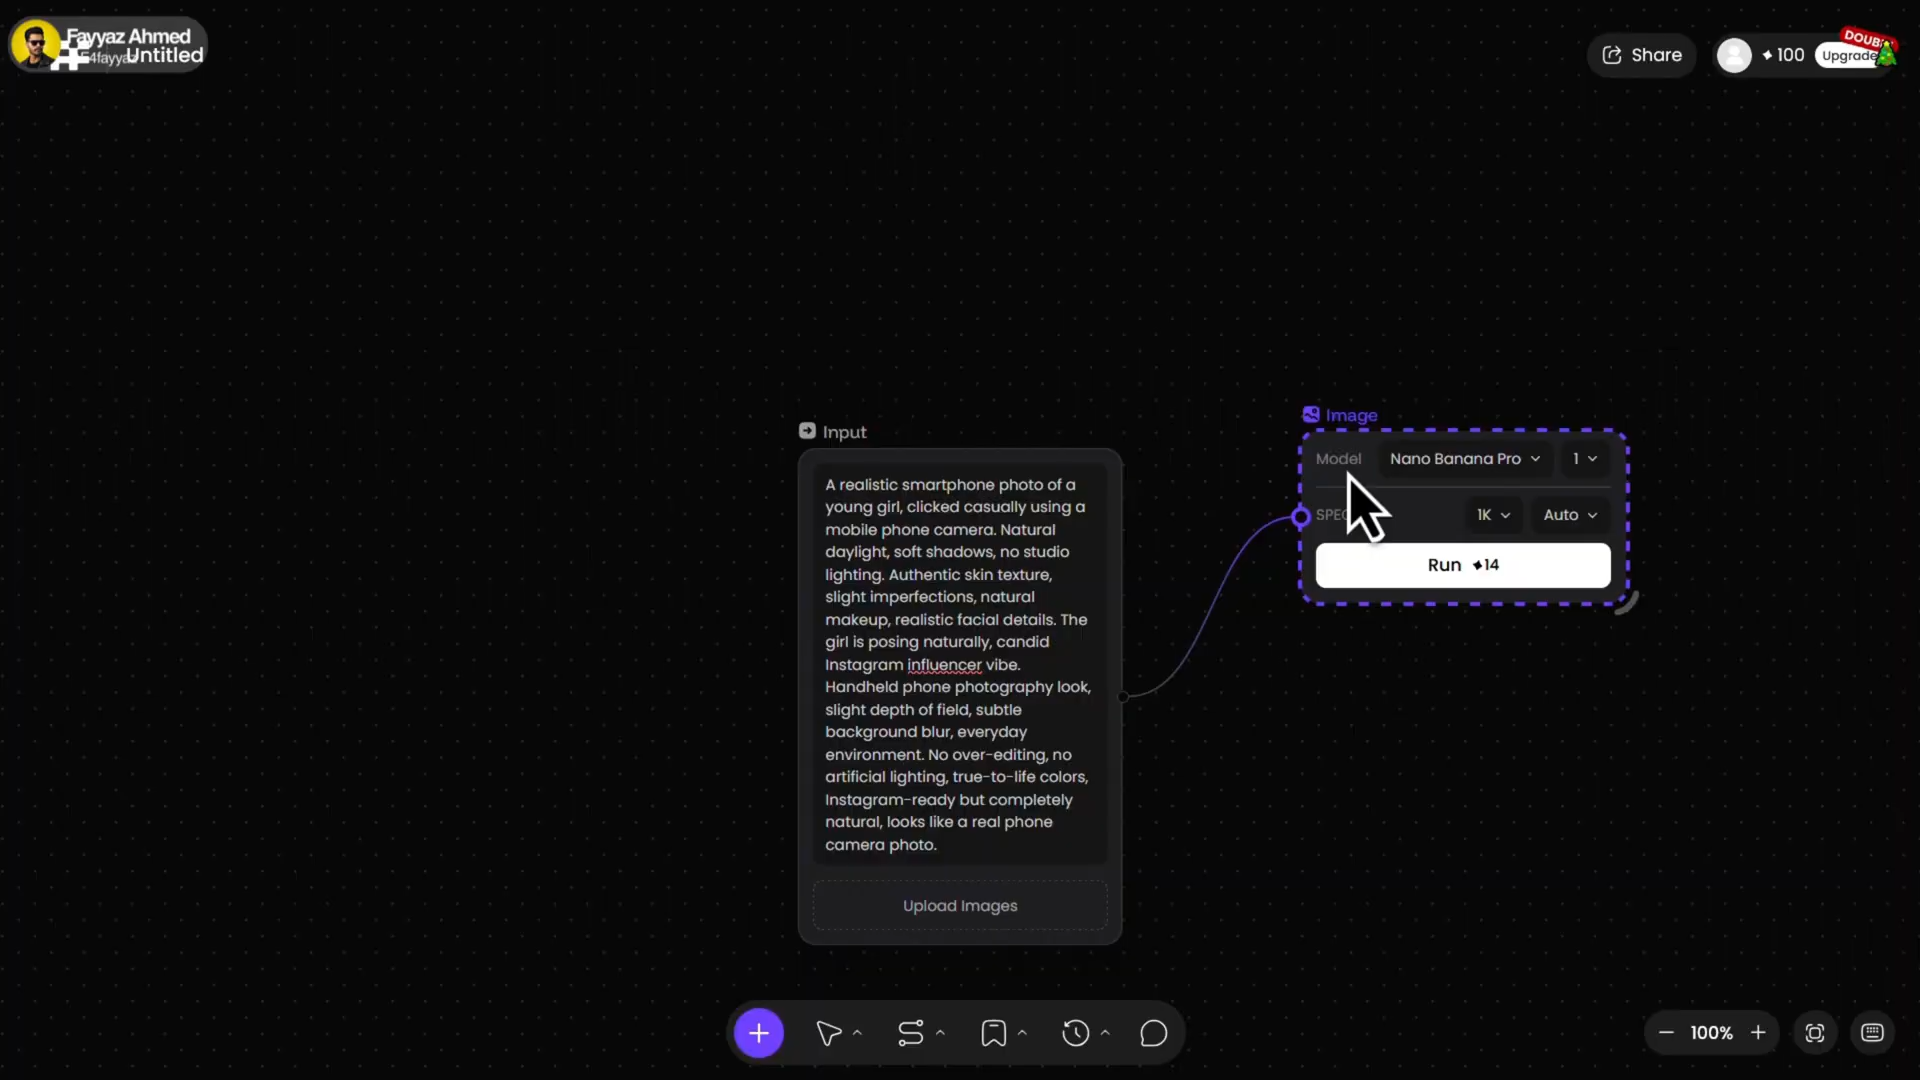 Fayyaz Ahmed
Untitled
Share
100
DOUB
Upgrade
Input
A realistic smartphone photo of a
young girl, clicked casually using a
mobile phone camera. Natural
daylight, soft shadows, no studio
lighting. Authentic skin texture,
slight imperfections, natural
makeup, realistic facial details. The
girl is posing naturally, candid
Instagram influencer vibe.
Handheld phone photography look,
slight depth of field, subtle
background blur, everyday
environment. No over-editing, no
artificial lighting, true-to-life colors,
Instagram-ready but completely
natural, looks like a real phone
camera photo.
Upload Images
Image
Model
Nano Banana Pro
1
SPEC
1K
Auto
Run 14
100%